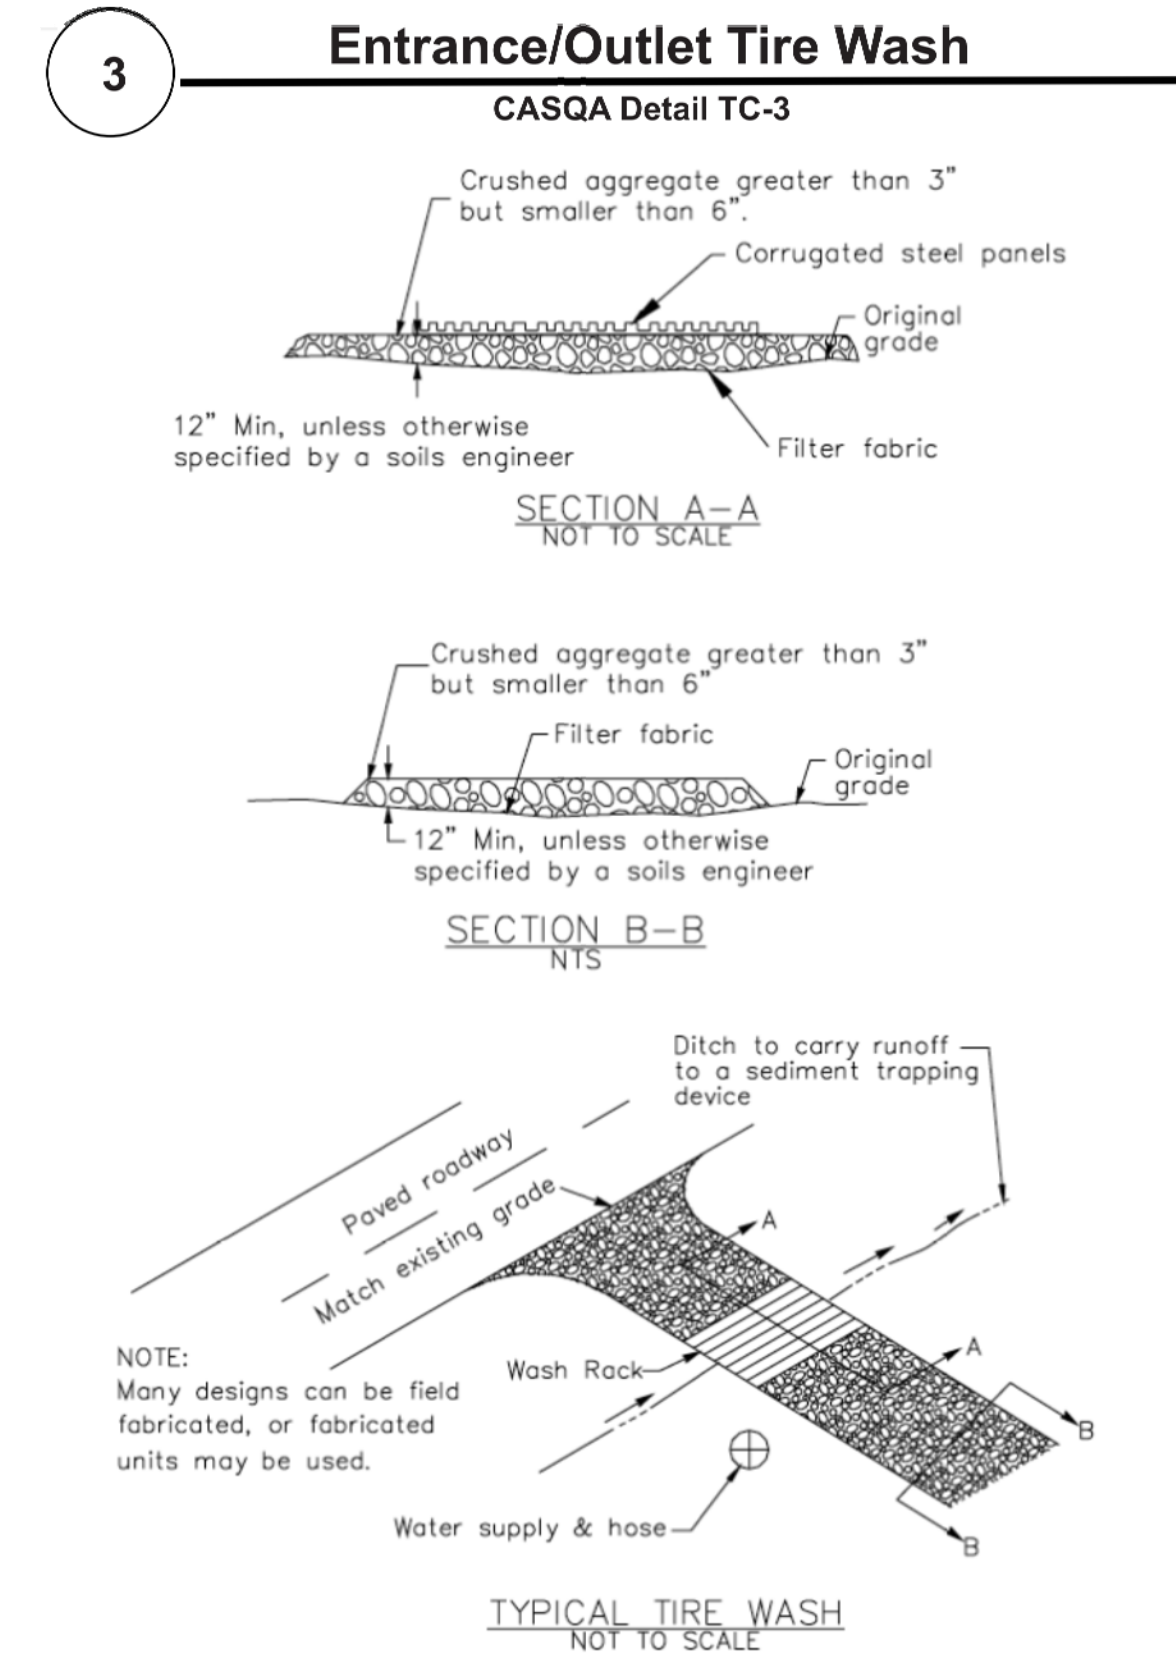 3
Entrance/Outlet Tire Wash
CASQA Detail TC-3
Crushed aggregate greater than 3"
but smaller than 6".
Corrugated steel panels
Original
grade
12" Min, unless otherwise
specified by a soils engineer
Filter fabric
SECTION A-A
NOT TO SCALE
Crushed aggregate greater than 3"
but smaller than 6"
Filter fabric
Original
grade
12" Min, unless otherwise
specified by a soils engineer
SECTION B-B
NTS
Ditch to carry runoff
to a sediment trapping
device
Paved roadway
Match existing grade
A
A
NOTE:
Many designs can be field
fabricated, or fabricated
units may be used.
Wash Rack
B
B
Water supply & hose
TYPICAL TIRE WASH
NOT TO SCALE